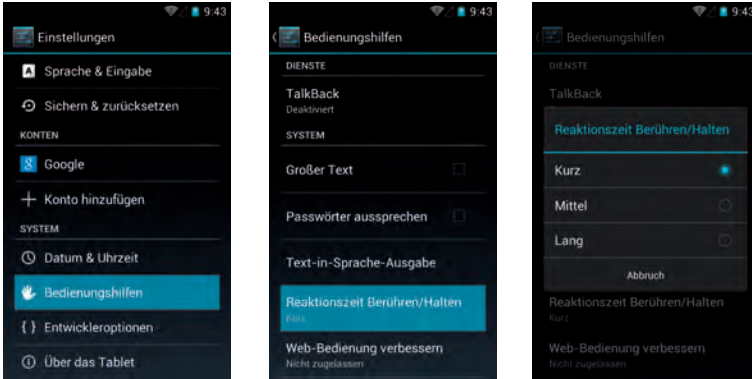 9:43
Einstellungen
Sprache & Eingabe
Sichern & zurücksetzen
KONTEN
Google
Konto hinzufügen
SYSTEM
Datum & Uhrzeit
Bedienungshilfen
{ } Entwickleroptionen
Über das Tablet
9:43
Bedienungshilfen
DIENSTE
TalkBack
Deaktiviert
SYSTEM
Großer Text
Passwörter aussprechen
Text-in-Sprache-Ausgabe
Reaktionszeit Berühren/Halten
Kurz
Web-Bedienung verbessern
Nicht zugelassen
9:43
Bedienungshilfen
DIENSTE
TalkBack
Reaktionszeit Berühren/Halten
Kurz
Mittel
Lang
Abbruch
Reaktionszeit Berühren/Halten
Kurz
Web-Bedienung verbessern
Nicht zugelassen